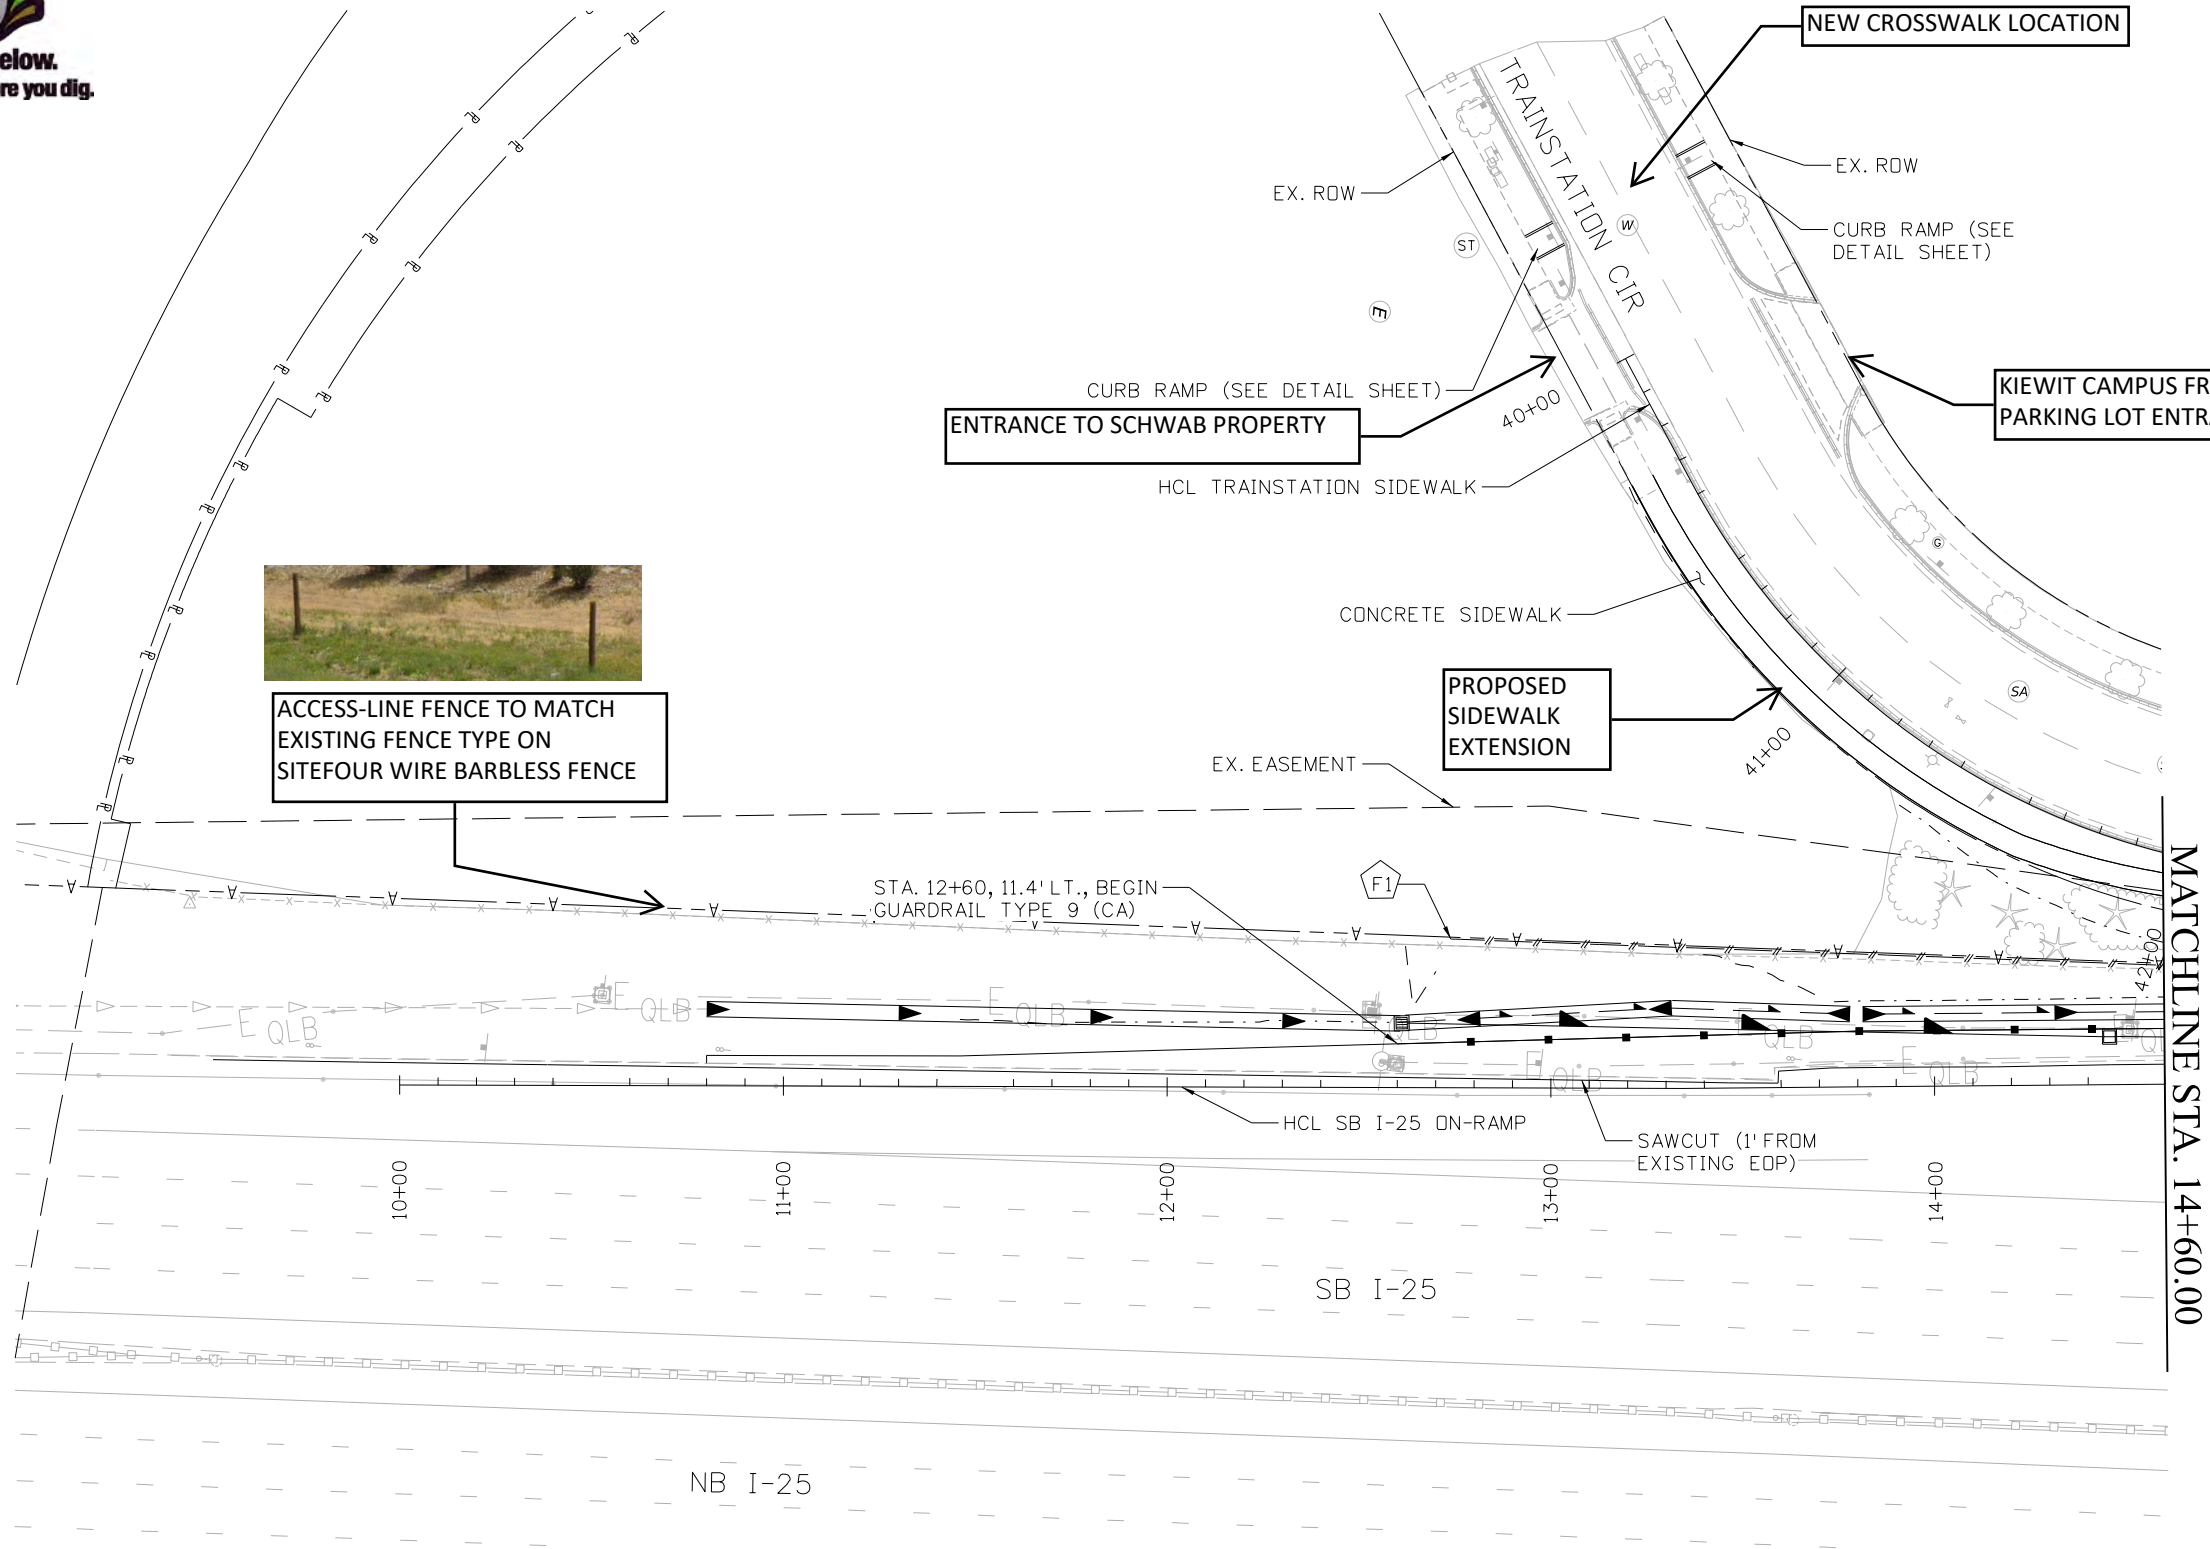 elow.
re you dig.
NEW CROSSWALK LOCATION
TRAINSTATION CIR
EX. ROW
EX. ROW
CURB RAMP (SEE
DETAIL SHEET)
ST
W
E
CURB RAMP (SEE DETAIL SHEET)
40+00
ENTRANCE TO SCHWAB PROPERTY
KIEWIT CAMPUS FR
PARKING LOT ENTR
HCL TRAINSTATION SIDEWALK
G
CONCRETE SIDEWALK
PROPOSED
SIDEWALK
EXTENSION
SA
41+00
EX. EASEMENT
ACCESS-LINE FENCE TO MATCH
EXISTING FENCE TYPE ON
SITEFOUR WIRE BARBLESS FENCE
STA. 12+60, 11.4' LT., BEGIN
GUARDRAIL TYPE 9 (CA)
F1
42+00
MATCHLINE STA. 14+60.00
E QLB
E QLB
E QLB
QLB
QLB
E QLB
E QLB
HCL SB I-25 ON-RAMP
SAWCUT (1' FROM
EXISTING EOP)
10+00
11+00
12+00
13+00
14+00
SB I-25
NB I-25